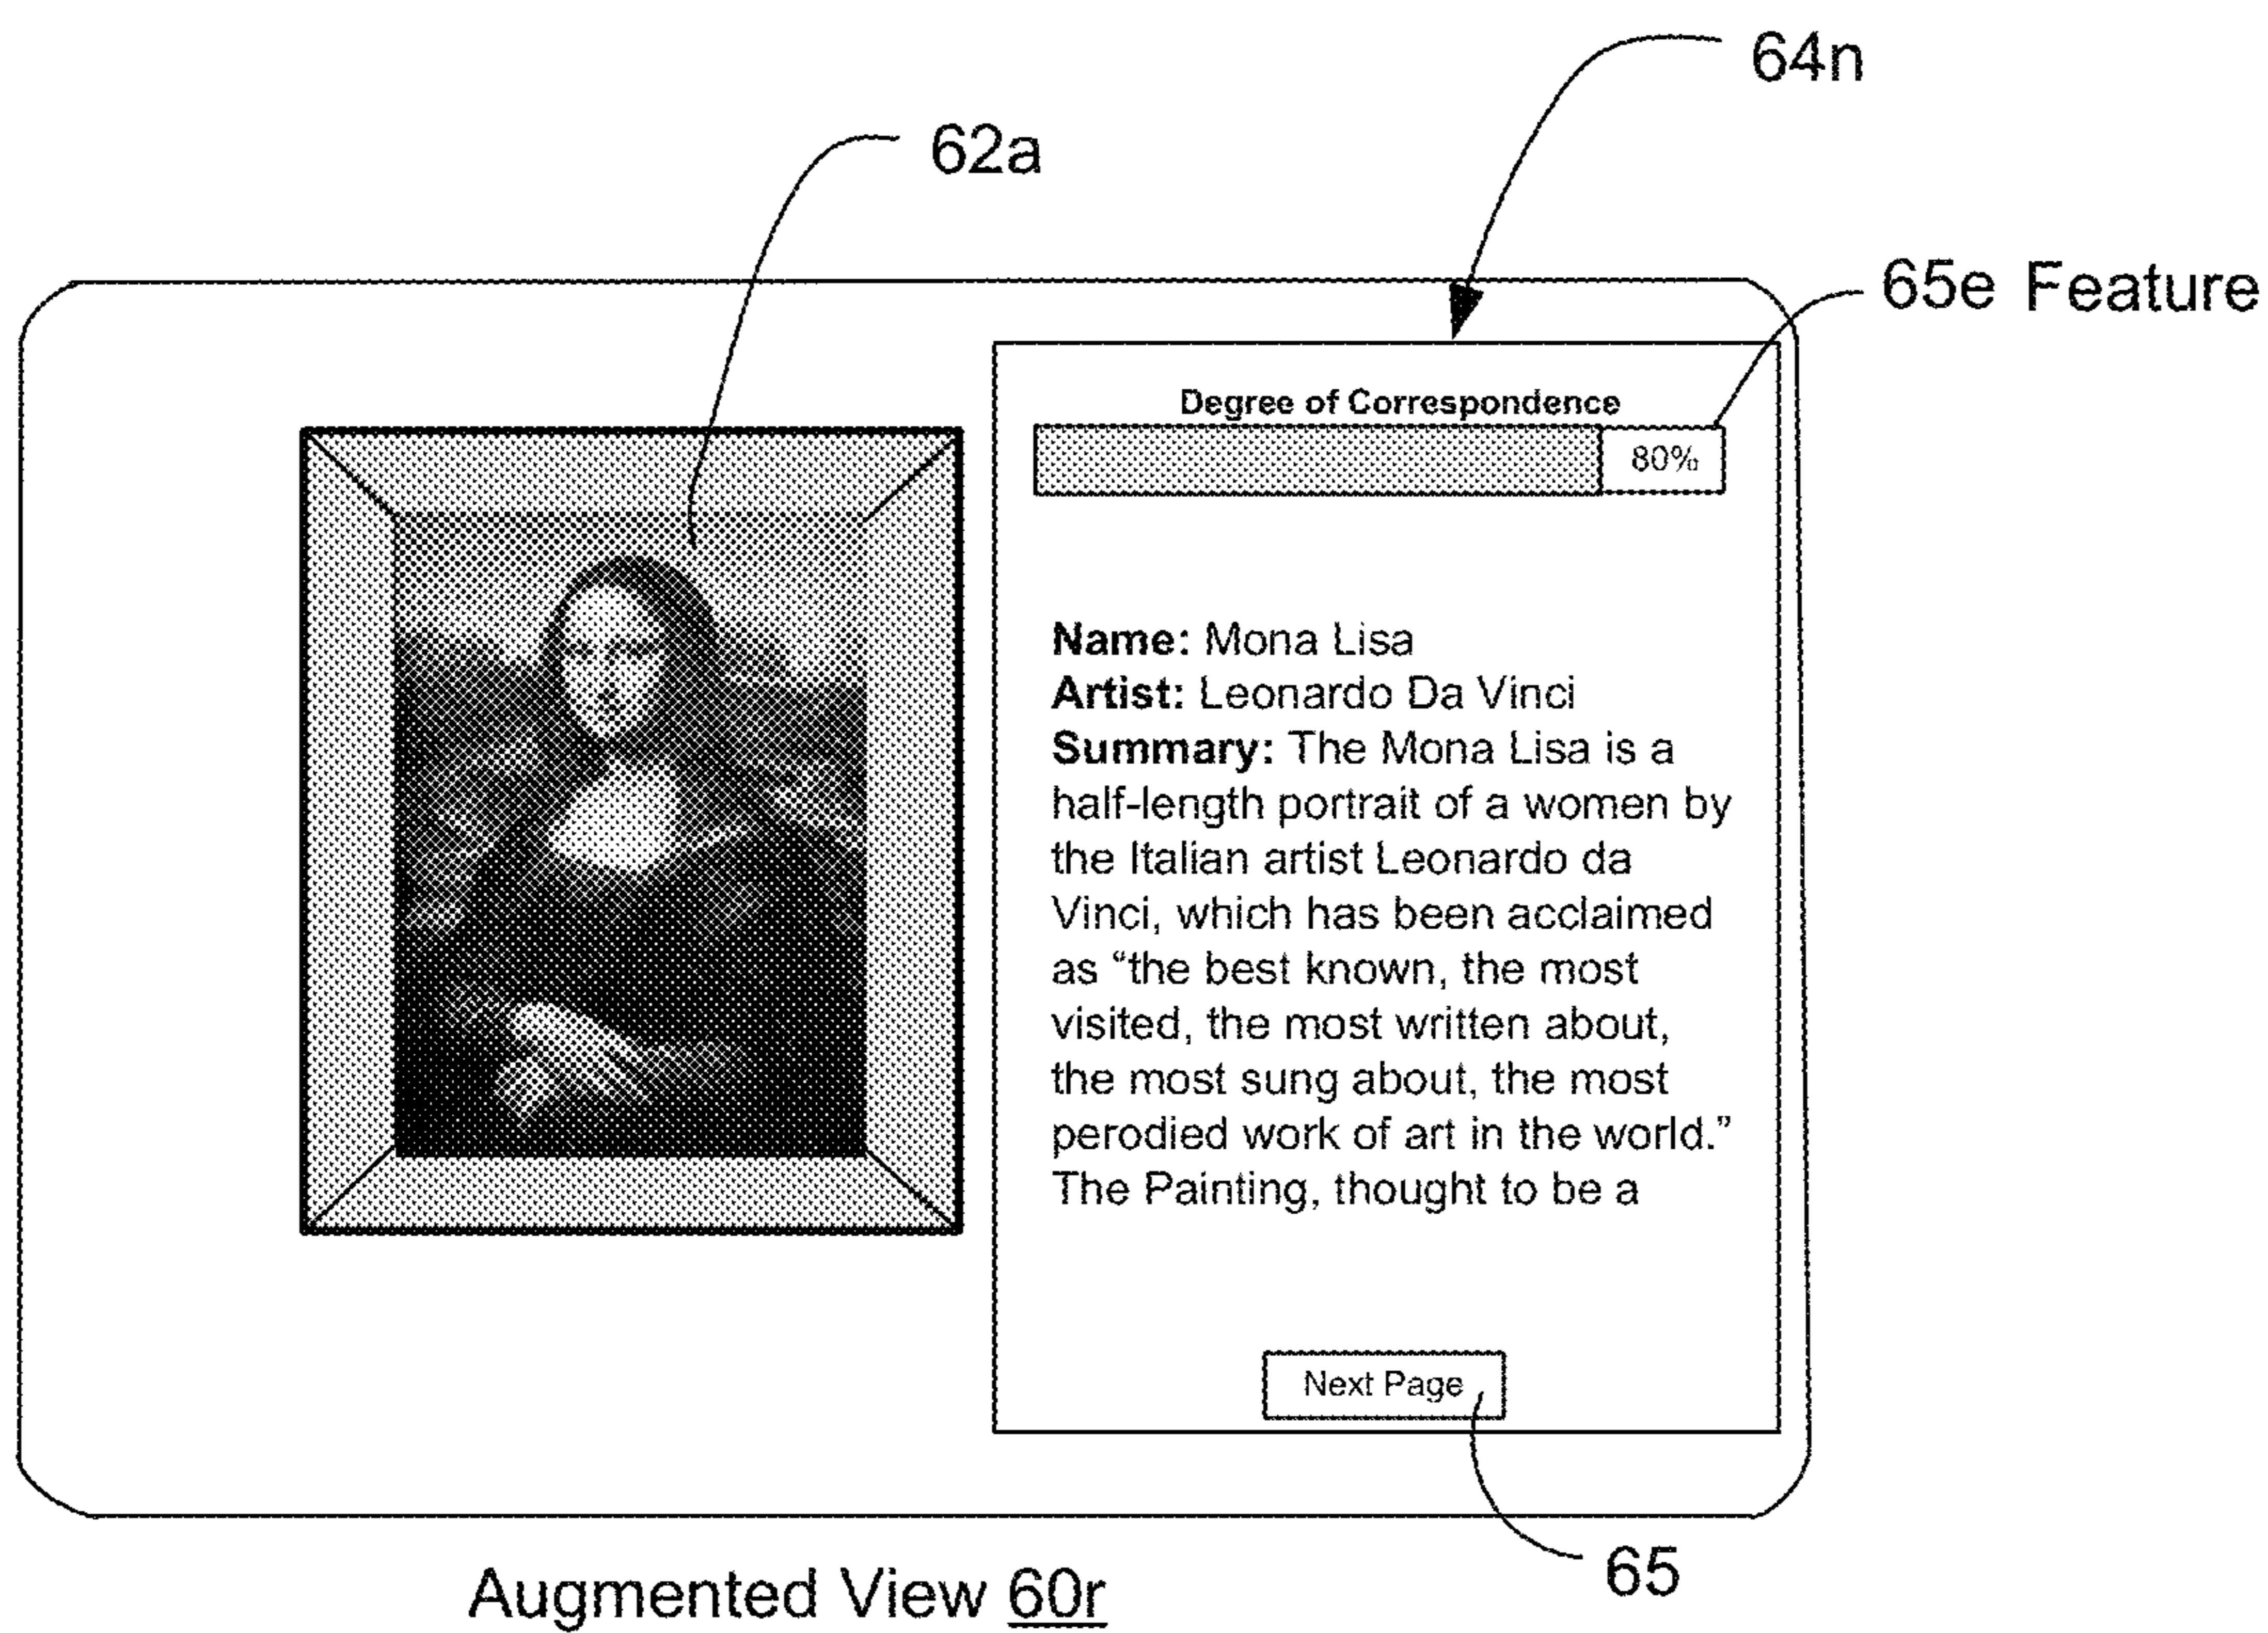 64n
62a
65e Feature
Degree of Correspondence
80%
Name: Mona Lisa
Artist: Leonardo Da Vinci
Summary: The Mona Lisa is a
half-length portrait of a women by
the Italian artist Leonardo da
Vinci, which has been acclaimed
as “the best known, the most
visited, the most written about,
the most sung about, the most
perodied work of art in the world.”
The Painting, thought to be a
Next Page
65
Augmented View 60r